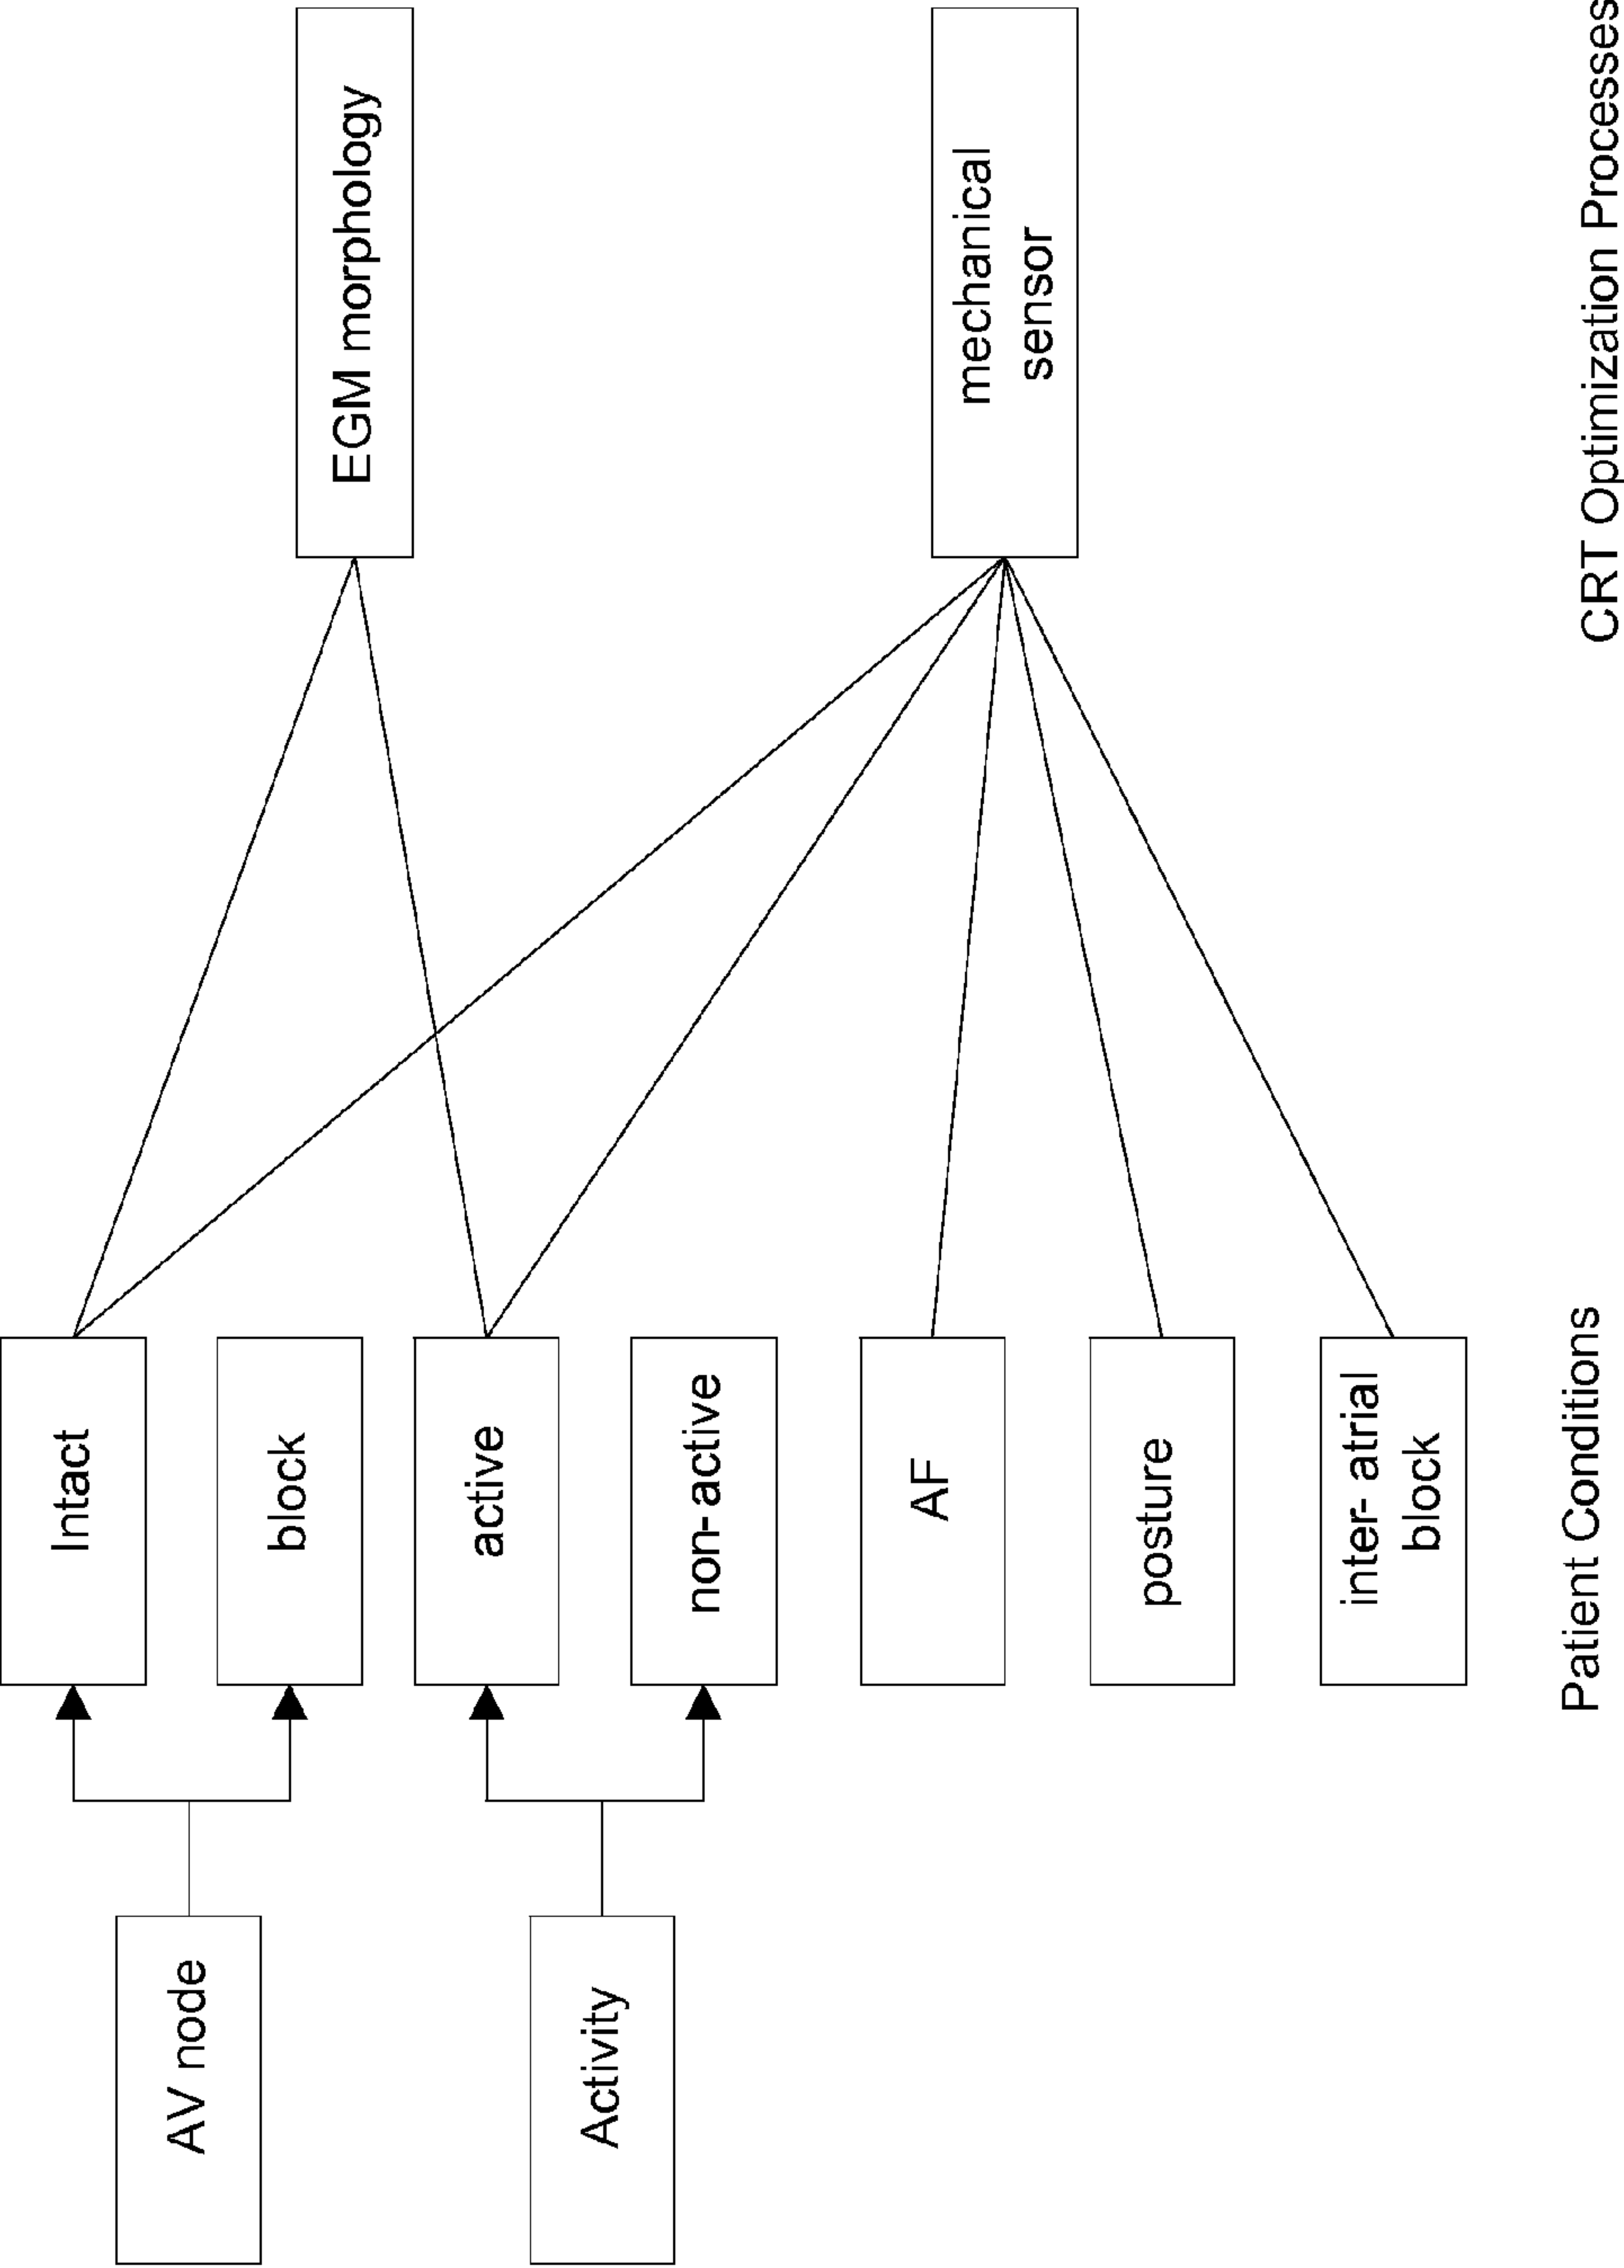 AV node
Activity
Intact
block
active
non-active
AF
posture
inter- atrial
block
EGM morphology
mechanical
sensor
Patient Conditions
CRT Optimization Processes